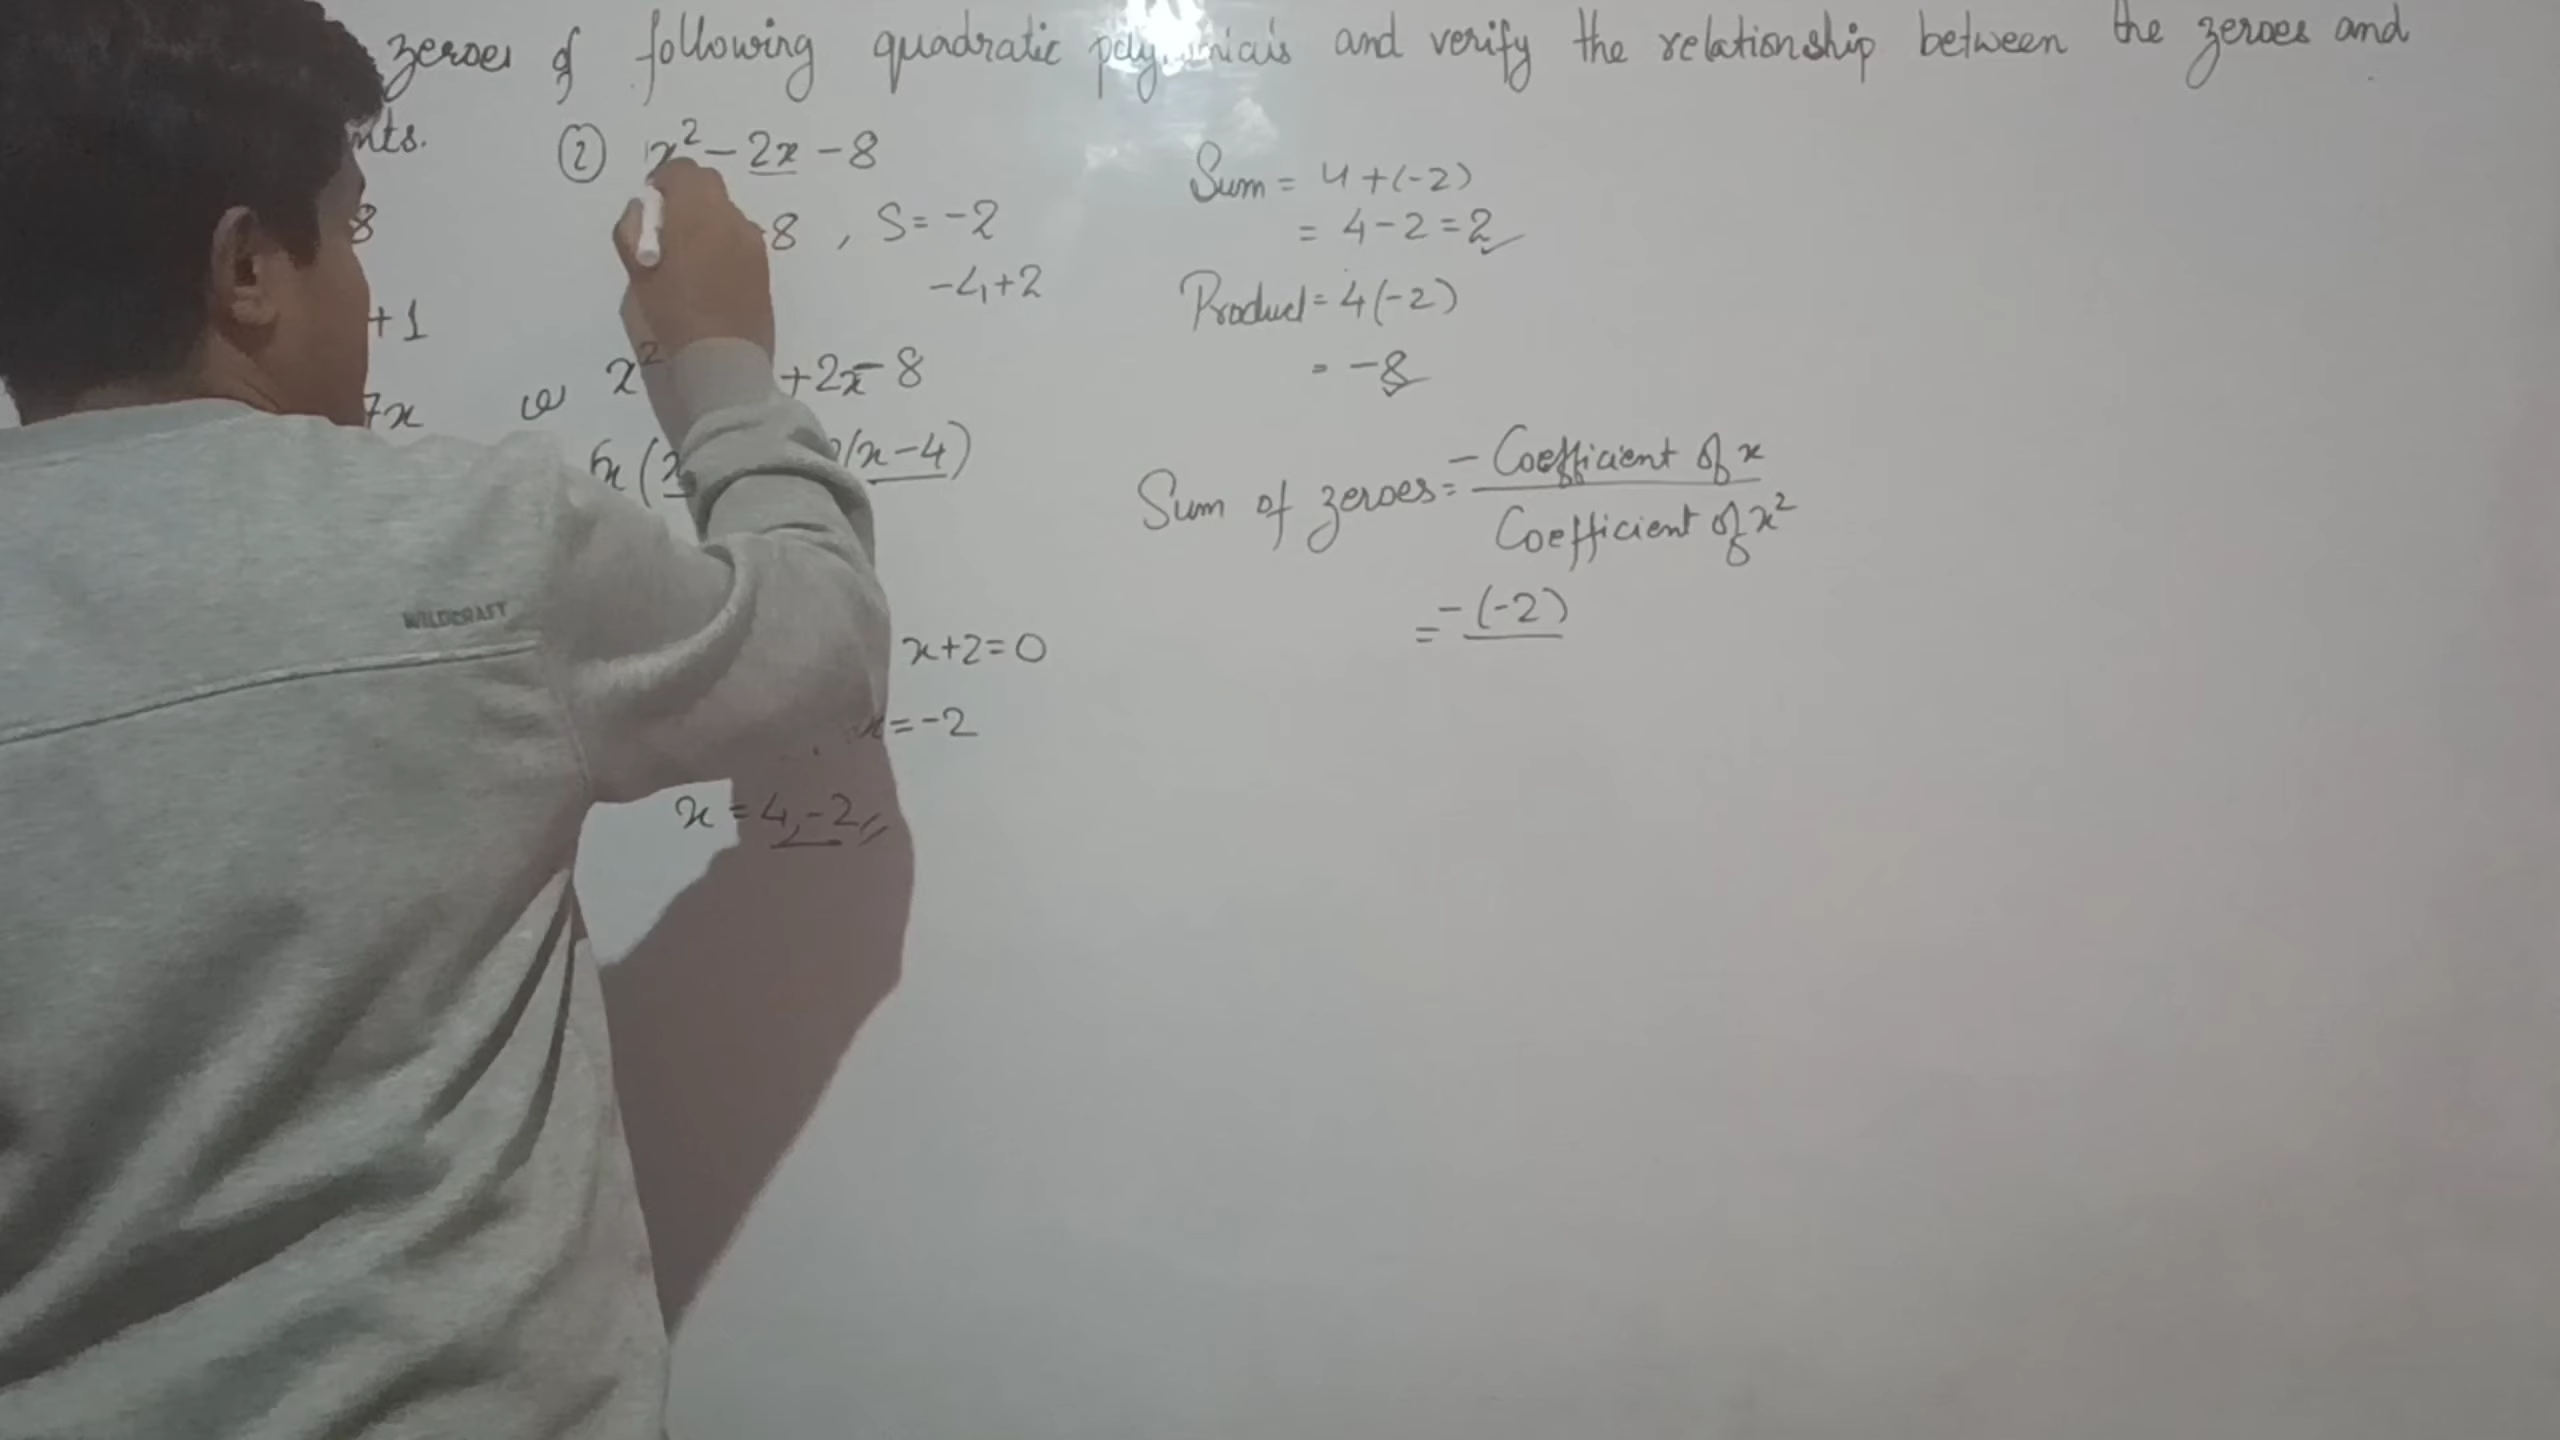 zeroes of following quadratic polynomials and verify the relationship between the zeroes and
nts.
② x² - 2x - 8
8
-8 , S = -2
-4+2
+1
x² +2x-8
7x
x( (x-4)
x+2=0
x=-2
x = 4,-2
Sum = 4+(-2)
= 4-2=2
Product = 4(-2)
= -8
Sum of zeroes = - Coefficient of x
Coefficient of x²
= -(-2)
WILDCRAFT